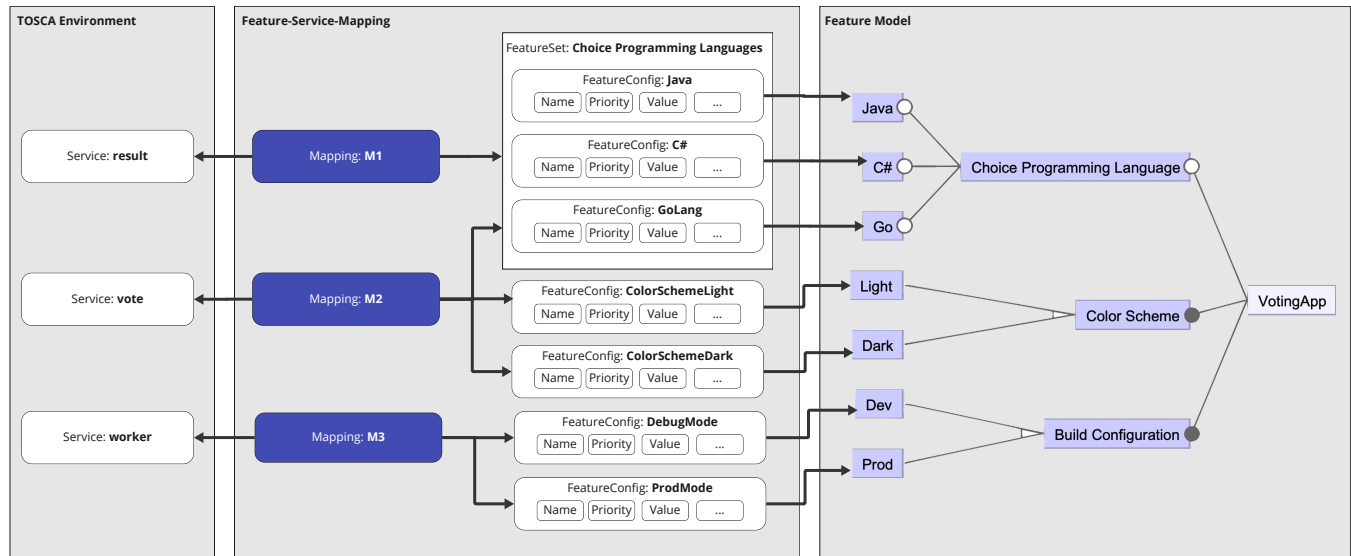 TOSCA Environment
Service: result
Service: vote
Service: worker
Feature-Service-Mapping
Mapping: M1
Mapping: M2
Mapping: M3
FeatureSet: Choice Programming Languages
FeatureConfig: Java
Name Priority Value ...
FeatureConfig: C#
Name Priority Value ...
FeatureConfig: GoLang
Name Priority Value ...
FeatureConfig: ColorSchemeLight
Name Priority Value ...
FeatureConfig: ColorSchemeDark
Name Priority Value ...
FeatureConfig: DebugMode
Name Priority Value ...
FeatureConfig: ProdMode
Name Priority Value ...
Feature Model
Java
C#
Go
Light
Dark
Dev
Prod
Choice Programming Language
Color Scheme
Build Configuration
VotingApp